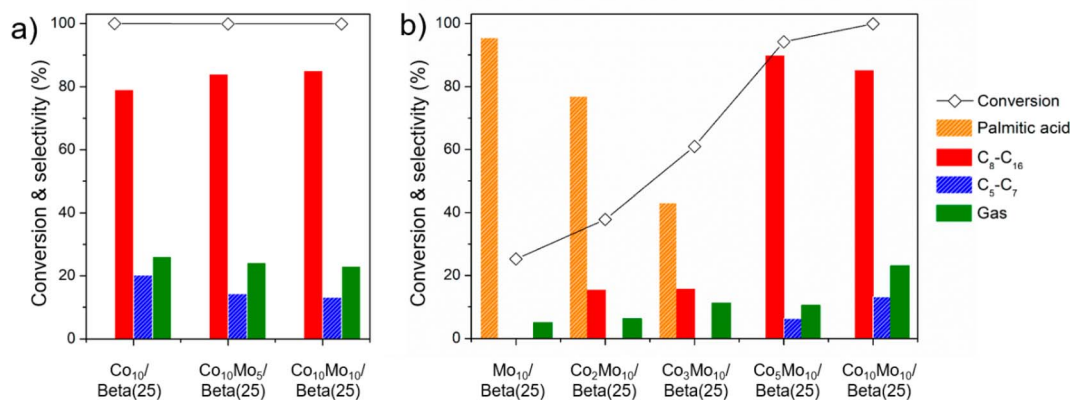 a)
Conversion & selectivity (%)
100
80
60
40
20
0
Co₁₀/
Beta(25)
Co₁₀Mo₅/
Beta(25)
Co₁₀Mo₁₀/
Beta(25)
b)
Conversion & selectivity (%)
100
80
60
40
20
0
Mo₁₀/
Beta(25)
Co₂Mo₁₀/
Beta(25)
Co₃Mo₁₀/
Beta(25)
Co₅Mo₁₀/
Beta(25)
Co₁₀Mo₁₀/
Beta(25)
Conversion
Palmitic acid
C₈-C₁₆
C₅-C₇
Gas